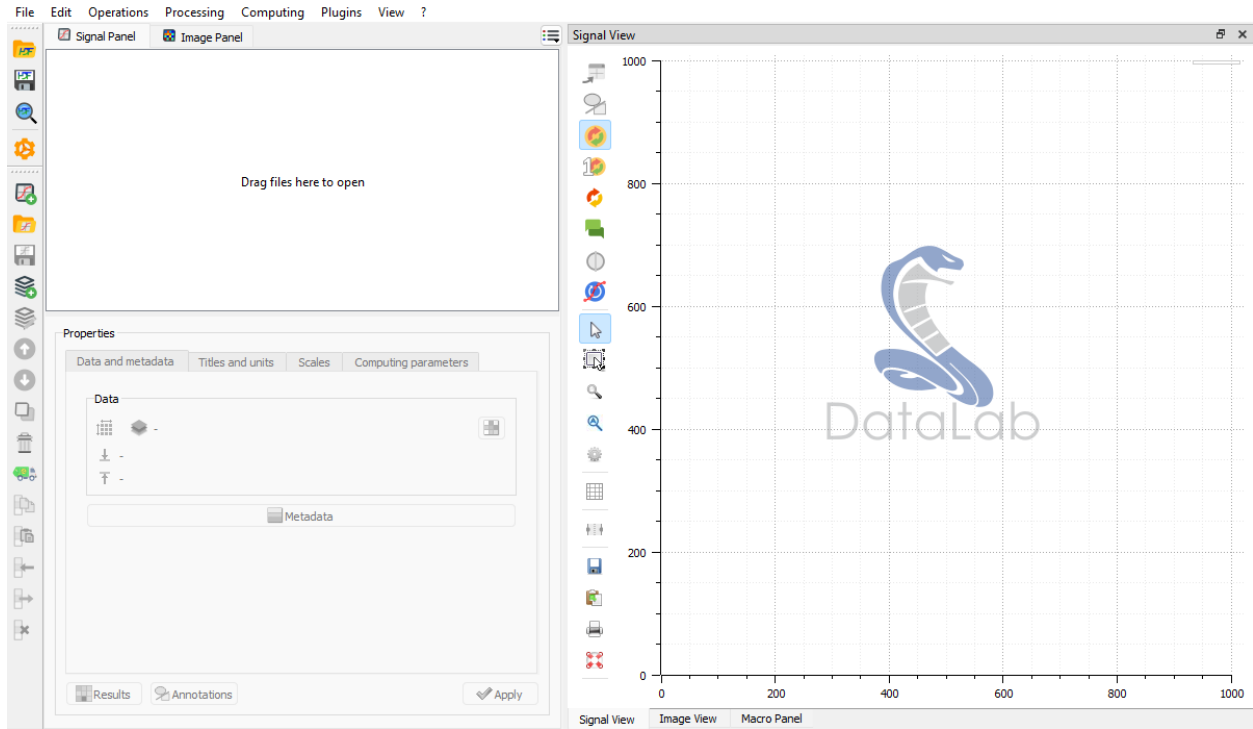 File Edit Operations Processing Computing Plugins View ?
Signal Panel Image Panel
Drag files here to open
Properties
Data and metadata Titles and units Scales Computing parameters
Data
-
-
-
Metadata
Results Annotations Apply
Signal View
1000
800
600
400
200
0
0 200 400 600 800 1000
DataLab
Signal View Image View Macro Panel